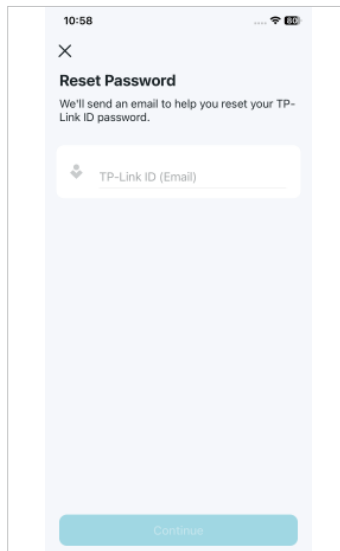 10:58
80
Reset Password
We'll send an email to help you reset your TP-
Link ID password.
TP-Link ID (Email)
Continue